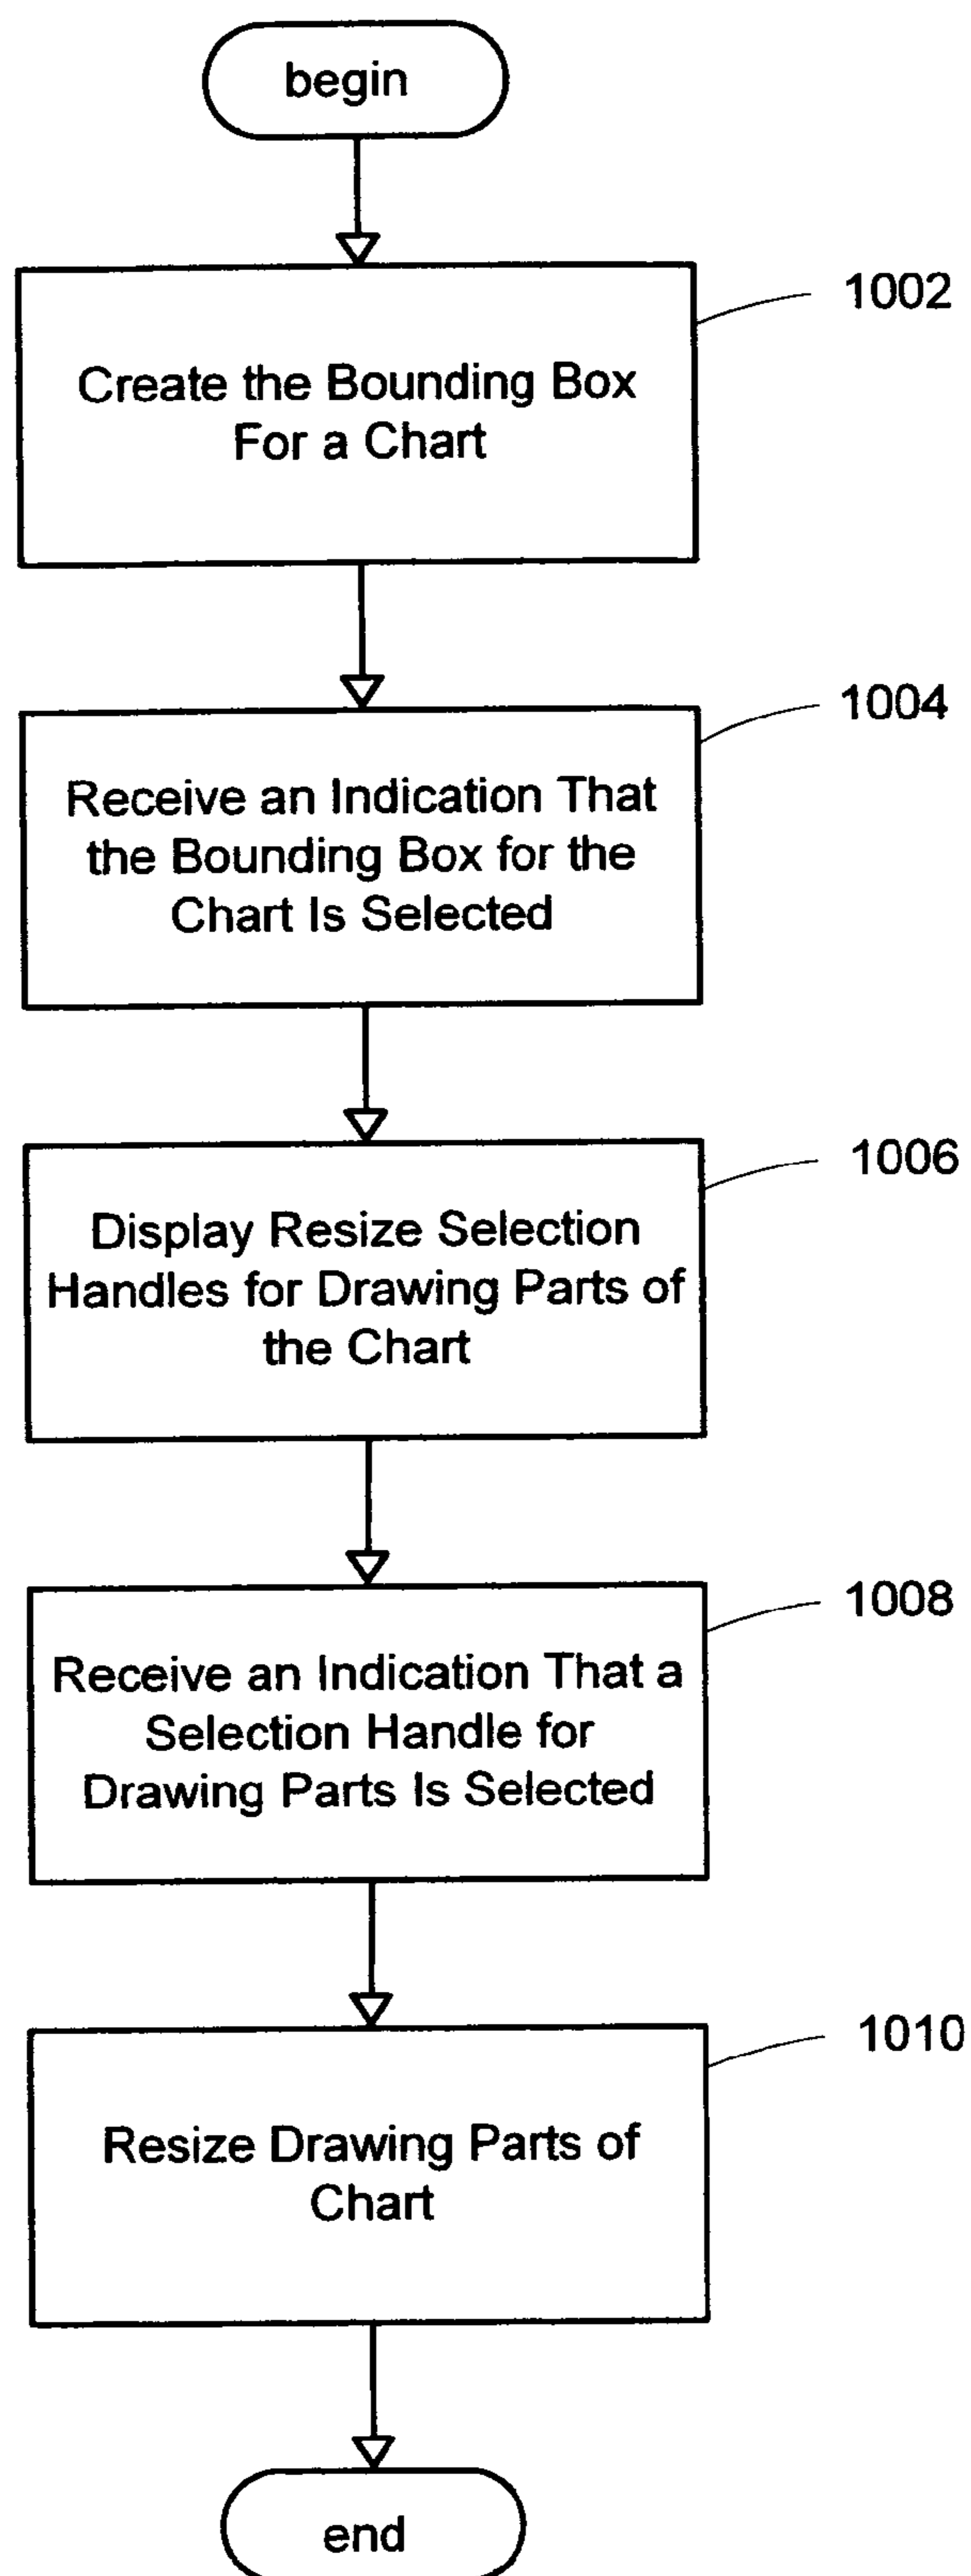 begin
1002
Create the Bounding Box
For a Chart
1004
Receive an Indication That
the Bounding Box for the
Chart Is Selected
1006
Display Resize Selection
Handles for Drawing Parts of
the Chart
1008
Receive an Indication That a
Selection Handle for
Drawing Parts Is Selected
1010
Resize Drawing Parts of
Chart
end